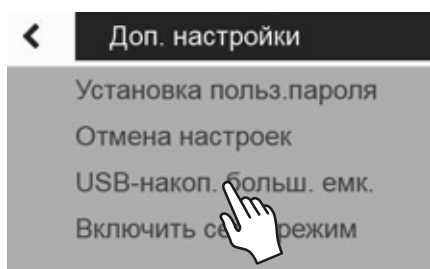 Доп. настройки
Установка польз.пароля
Отмена настроек
USB-накоп. больш. емк.
Включить режим